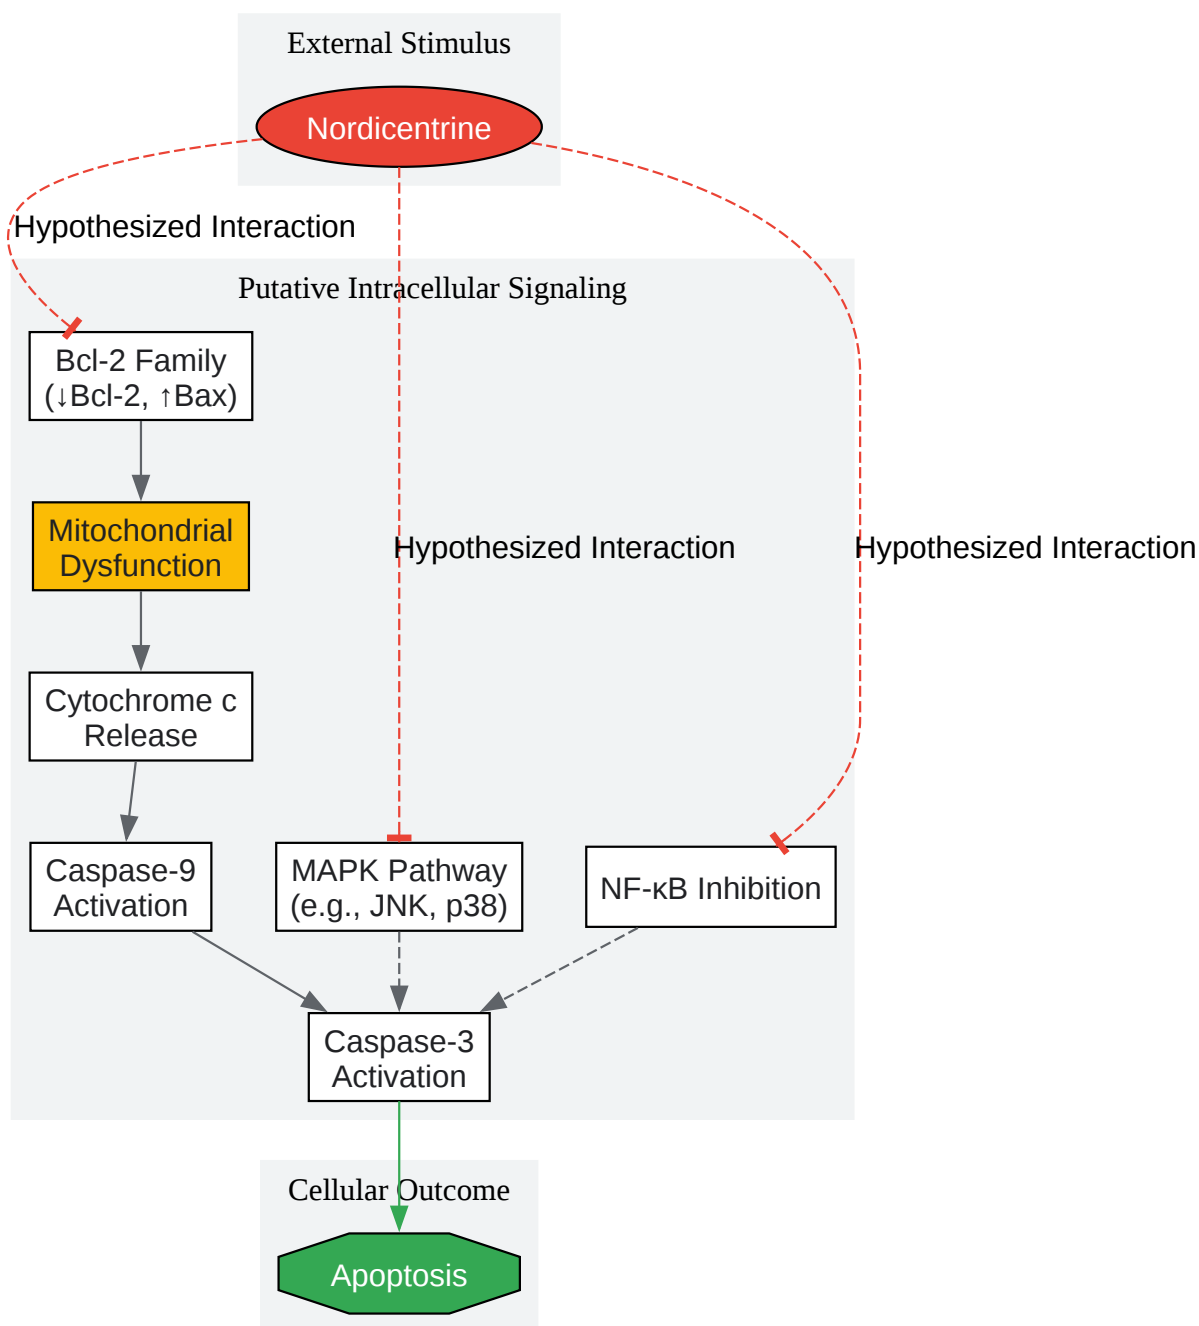 External Stimulus
Nordicentrine
Hypothesized Interaction
Putative Intracellular Signaling
Bcl-2 Family
(↓Bcl-2, ↑Bax)
Mitochondrial
Dysfunction
Hypothesized Interaction
Hypothesized Interaction
Cytochrome c
Release
Caspase-9
Activation
MAPK Pathway
(e.g., JNK, p38)
NF-κB Inhibition
Caspase-3
Activation
Cellular Outcome
Apoptosis